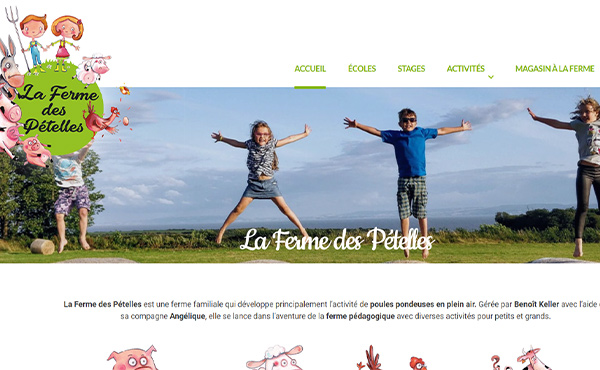 La Ferme
des
Pételles
ACCUEIL ÉCOLES STAGES ACTIVITÉS MAGASIN À LA FERME
La Ferme des Pételles
La Ferme des Pételles est une ferme familiale qui développe principalement l'activité de poules pondeuses en plein air. Gérée par Benoît Keller avec l'aide
sa compagne Angélique, elle se lance dans l'aventure de la ferme pédagogique avec diverses activités pour petits et grands.